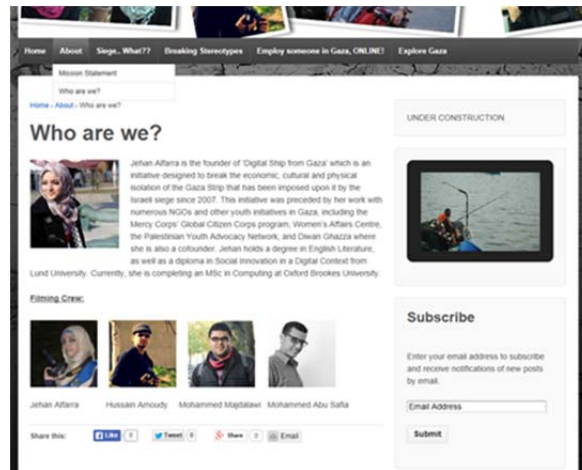 Home About Siege.. What?? Breaking Stereotypes Employ someone in Gaza, ONLINE! Explore Gaza
Mission Statement
Who are we?
Home › About › Who are we?
Who are we?
Jehan Alfarra is the founder of 'Digital Ship from Gaza' which is an
initiative designed to break the economic, cultural and physical
isolation of the Gaza Strip that has been imposed upon it by the
Israeli siege since 2007. This initiative was preceded by her work with
numerous NGOs and other youth initiatives in Gaza, including the
Mercy Corps' Global Citizen Corps program, Women's Affairs Centre,
the Palestinian Youth Advocacy Network, and Diwan Ghazza where
she is also a cofounder. Jehan holds a degree in English Literature,
as well as a diploma in Social Innovation in a Digital Context from
Lund University. Currently, she is completing an MSc in Computing at Oxford Brookes University.
Filming Crew:
Jehan Alfarra Hussain Amoudy Mohammed Majdalawi Mohammed Abu Safia
Share this:
Like 0
Tweet 0
Share 0
Email
UNDER CONSTRUCTION
Subscribe
Enter your email address to subscribe
and receive notifications of new posts
by email.
Email Address
Submit